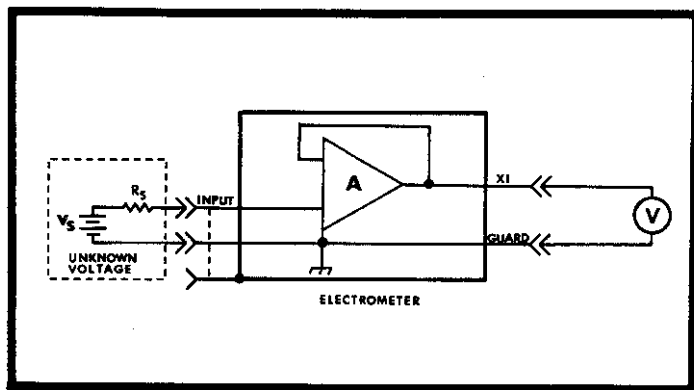 A
XI
RS
INPUT
VS
V
GUARD
UNKNOWN
VOLTAGE
ELECTROMETER